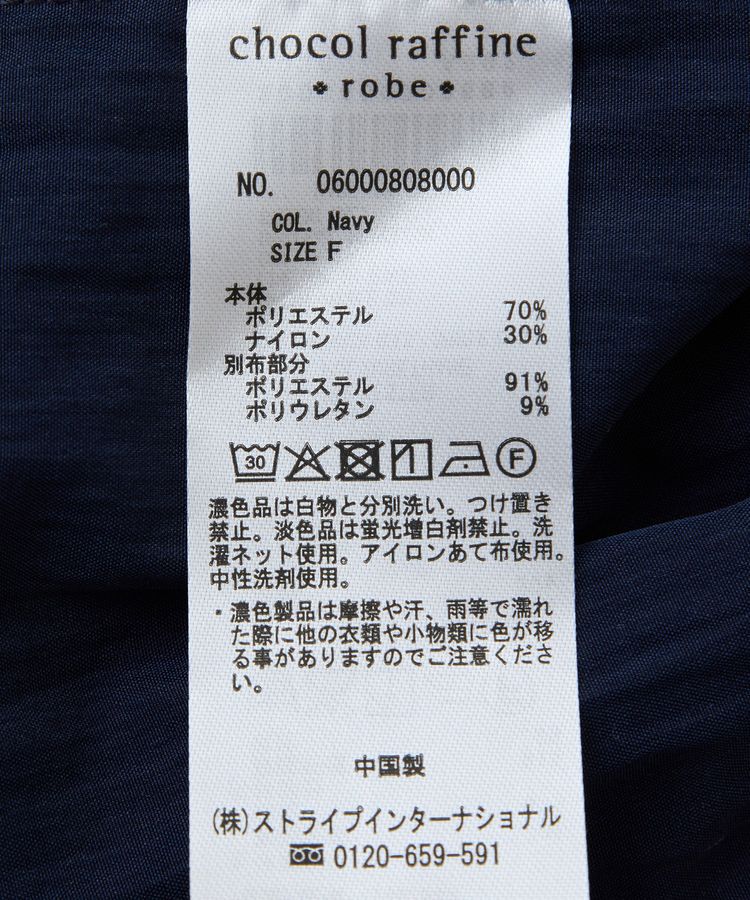 chocol raffine
robe
NO. 06000808000
COL. Navy
SIZE F
本体
ポリエステル 70%
ナイロン 30%
別布部分
ポリエステル 91%
ポリウレタン 9%
30 F
濃色品は白物と分別洗い。つけ置き
禁止。淡色品は蛍光増白剤禁止。洗
濯ネット使用。アイロンあて布使用。
中性洗剤使用。
・濃色製品は摩擦や汗、雨等で濡れ
た際に他の衣類や小物類に色が移
る事がありますのでご注意くださ
い。
中国製
(株)ストライプインターナショナル
0120-659-591